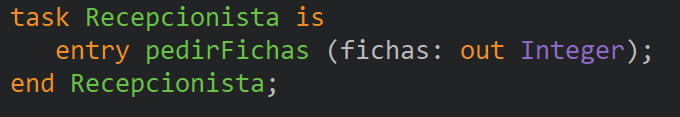 task Recepcionista is
   entry pedirFichas (fichas: out Integer);
end Recepcionista;